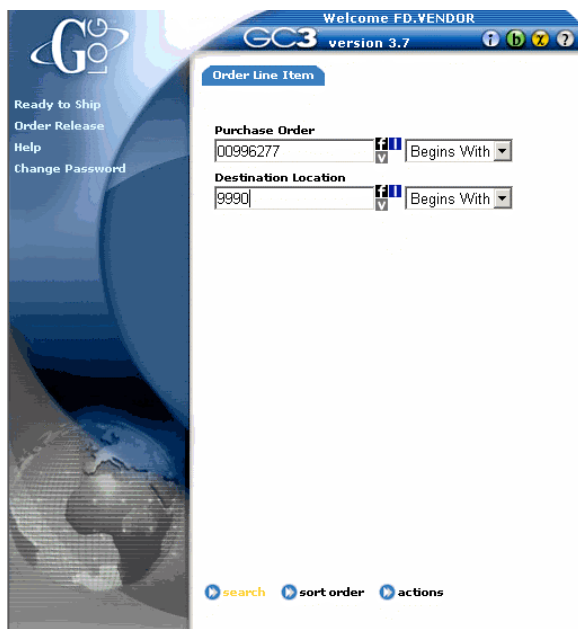 Welcome FD.VENDOR
GC3 version 3.7
i b x ?
G LOG
Order Line Item
Ready to Ship
Order Release
Help
Change Password
Purchase Order
00996277 f l v Begins With
Destination Location
9990 f l v Begins With
search sort order actions